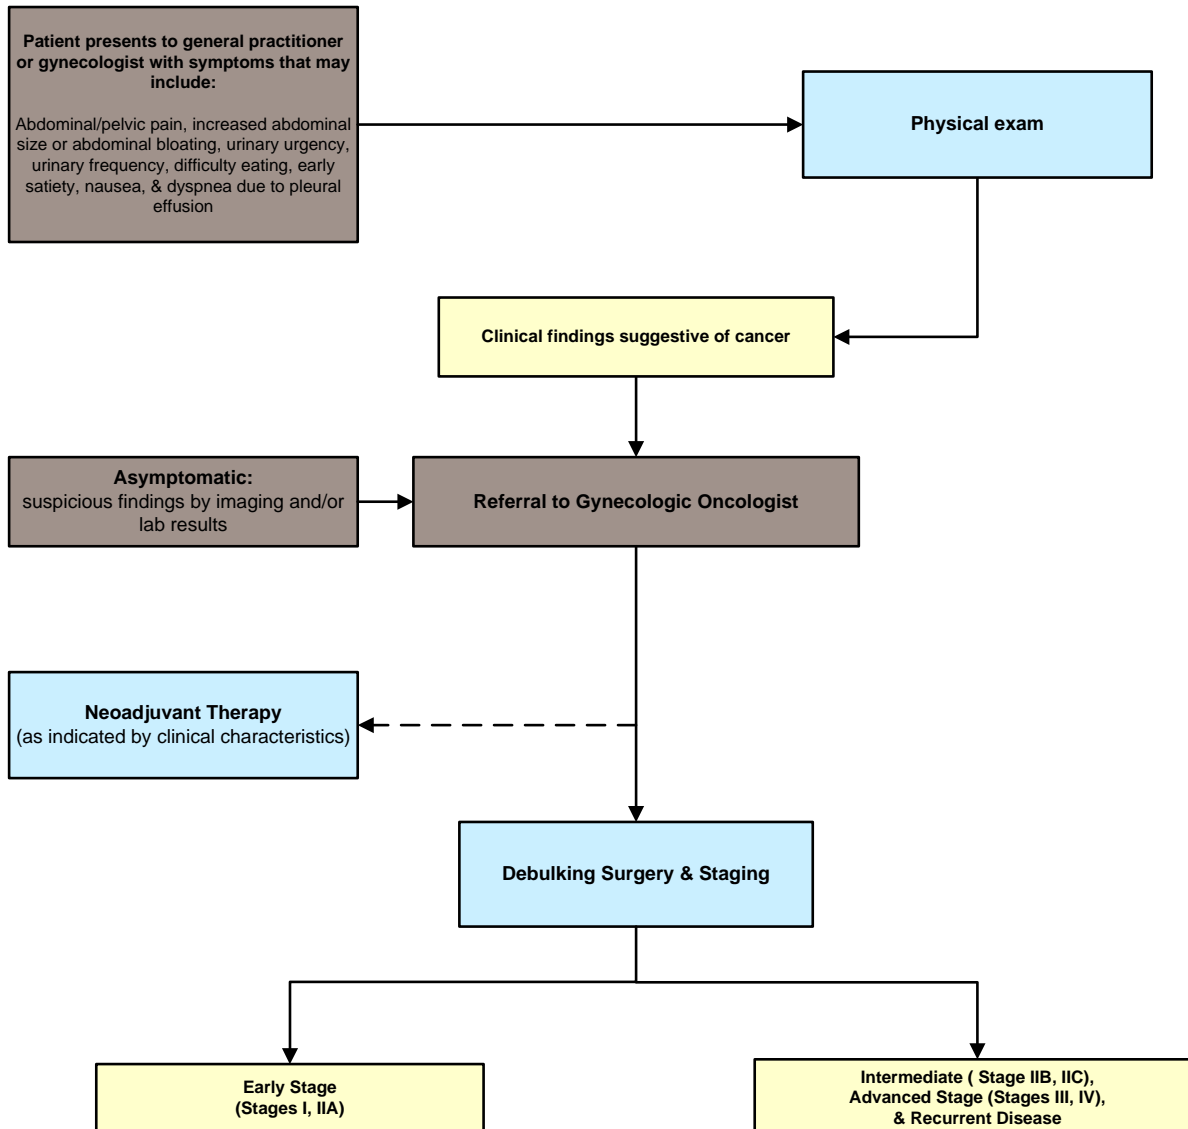 Patient presents to general practitioner
or gynecologist with symptoms that may
include:
Abdominal/pelvic pain, increased abdominal
size or abdominal bloating, urinary urgency,
urinary frequency, difficulty eating, early
satiety, nausea, & dyspnea due to pleural
effusion
Physical exam
Clinical findings suggestive of cancer
Asymptomatic:
suspicious findings by imaging and/or
lab results
Referral to Gynecologic Oncologist
Neoadjuvant Therapy
(as indicated by clinical characteristics)
Debulking Surgery & Staging
Early Stage
(Stages I, IIA)
Intermediate ( Stage IIB, IIC),
Advanced Stage (Stages III, IV),
& Recurrent Disease